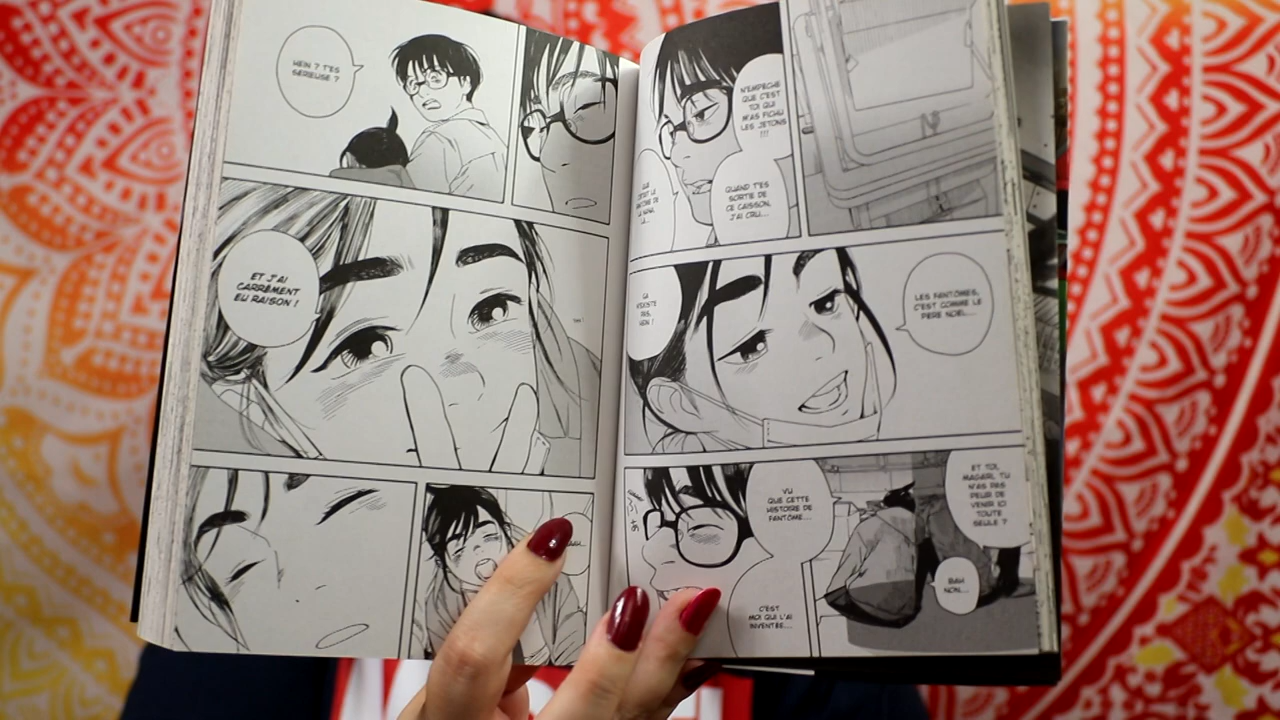 N'EMPÊCHE
QUE C'EST
TOI QUI
M'AS FICHU
LES JETONS
!!!
QUAND T'ES
SORTIE DE
CE CAISSON,
J'AI CRU...
LES FANTÔMES,
C'EST COMME LE
PÈRE NOËL...
ÇA
N'EXISTE
PAS,
HEIN !
ET TOI,
MAGARI, TU
N'AS PAS
PEUR DE
VENIR ICI
TOUTE
SEULE ?
BAH
NON...
VU
QUE CETTE
HISTOIRE DE
FANTÔME...
C'EST
MOI QUI L'AI
INVENTÉE...
HEIN ? T'ES
SÉRIEUSE ?
ET J'AI
CARRÉMENT
EU RAISON !